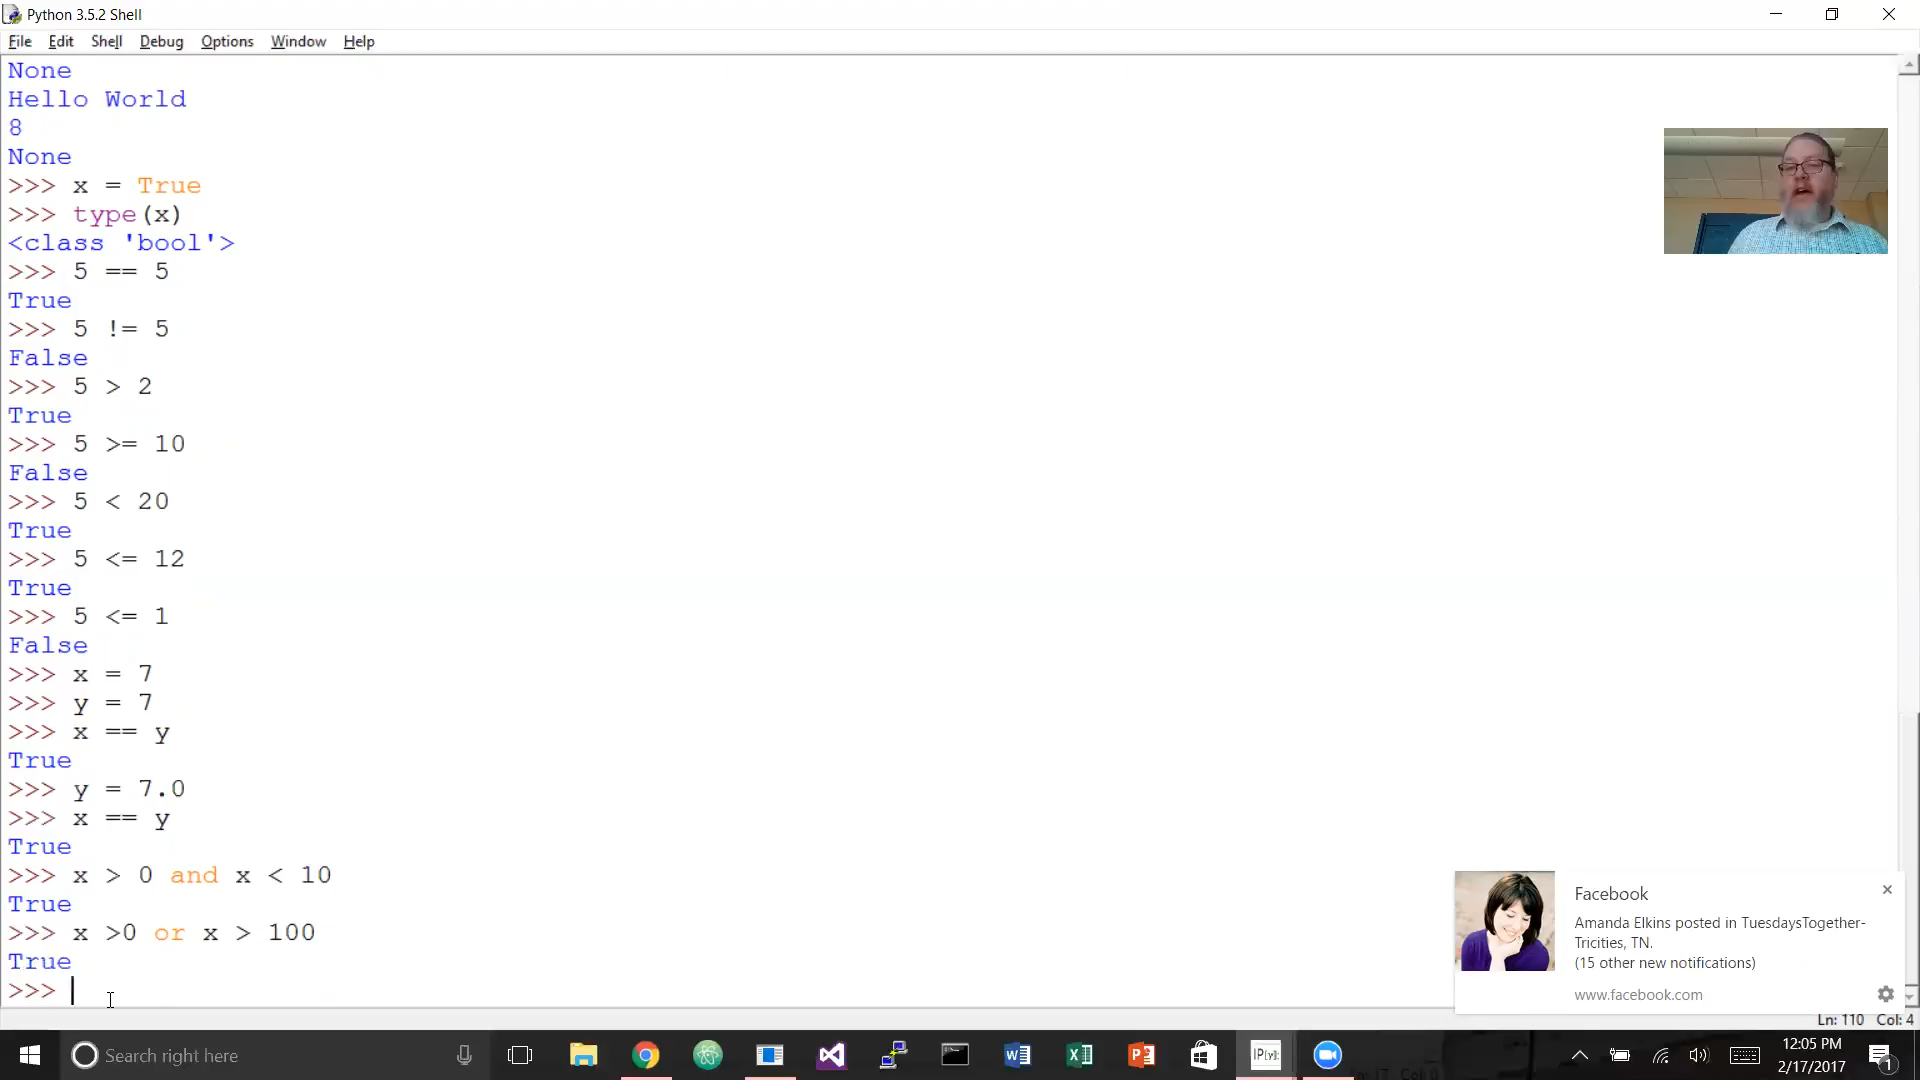 Python 3.5.2 Shell
File Edit Shell Debug Options Window Help
None
Hello World
8
None
>>> x = True
>>> type(x)
<class 'bool'>
>>> 5 == 5
True
>>> 5 != 5
False
>>> 5 > 2
True
>>> 5 >= 10
False
>>> 5 < 20
True
>>> 5 <= 12
True
>>> 5 <= 1
False
>>> x = 7
>>> y = 7
>>> x == y
True
>>> y = 7.0
>>> x == y
True
>>> x > 0 and x < 10
True
>>> x >0 or x > 100
True
>>>
Facebook
Amanda Elkins posted in TuesdaysTogether-
Tricities, TN.
(15 other new notifications)
www.facebook.com
Ln: 110 Col: 4
Search right here
IP[y]:
12:05 PM
2/17/2017
1